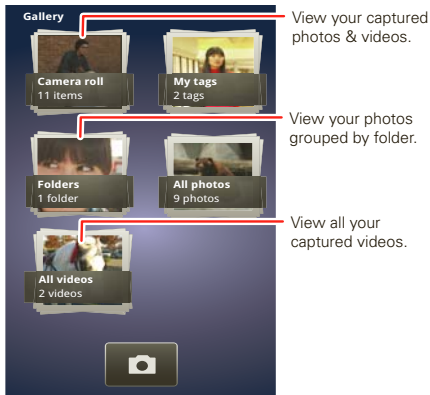 Gallery
View your captured
photos & videos.
Camera roll
11 items
My tags
2 tags
View your photos
grouped by folder.
Folders
1 folder
All photos
9 photos
View all your
captured videos.
All videos
2 videos